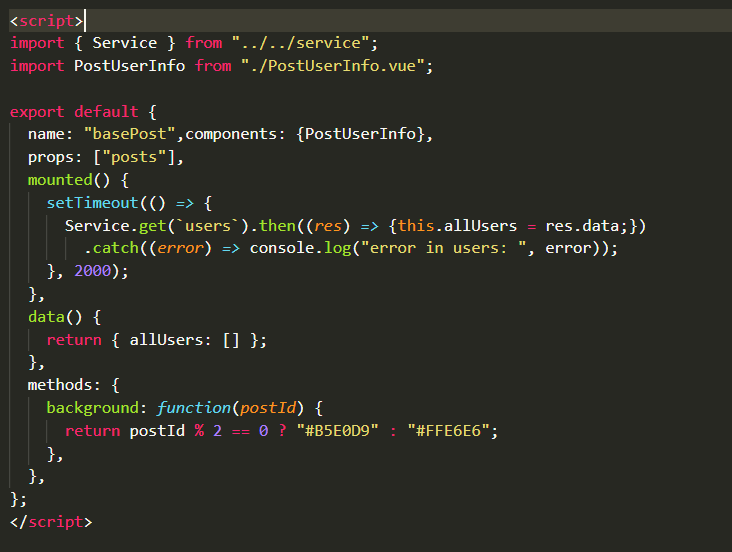 <script>
import { Service } from "../../service";
import PostUserInfo from "./PostUserInfo.vue";

export default {
  name: "basePost",components: {PostUserInfo},
  props: ["posts"],
  mounted() {
    setTimeout(() => {
      Service.get(`users`).then((res) => {this.allUsers = res.data;})
        .catch((error) => console.log("error in users: ", error));
    }, 2000);
  },
  data() {
    return { allUsers: [] };
  },
  methods: {
    background: function(postId) {
      return postId % 2 == 0 ? "#B5E0D9" : "#FFE6E6";
    },
  },
};
</script>